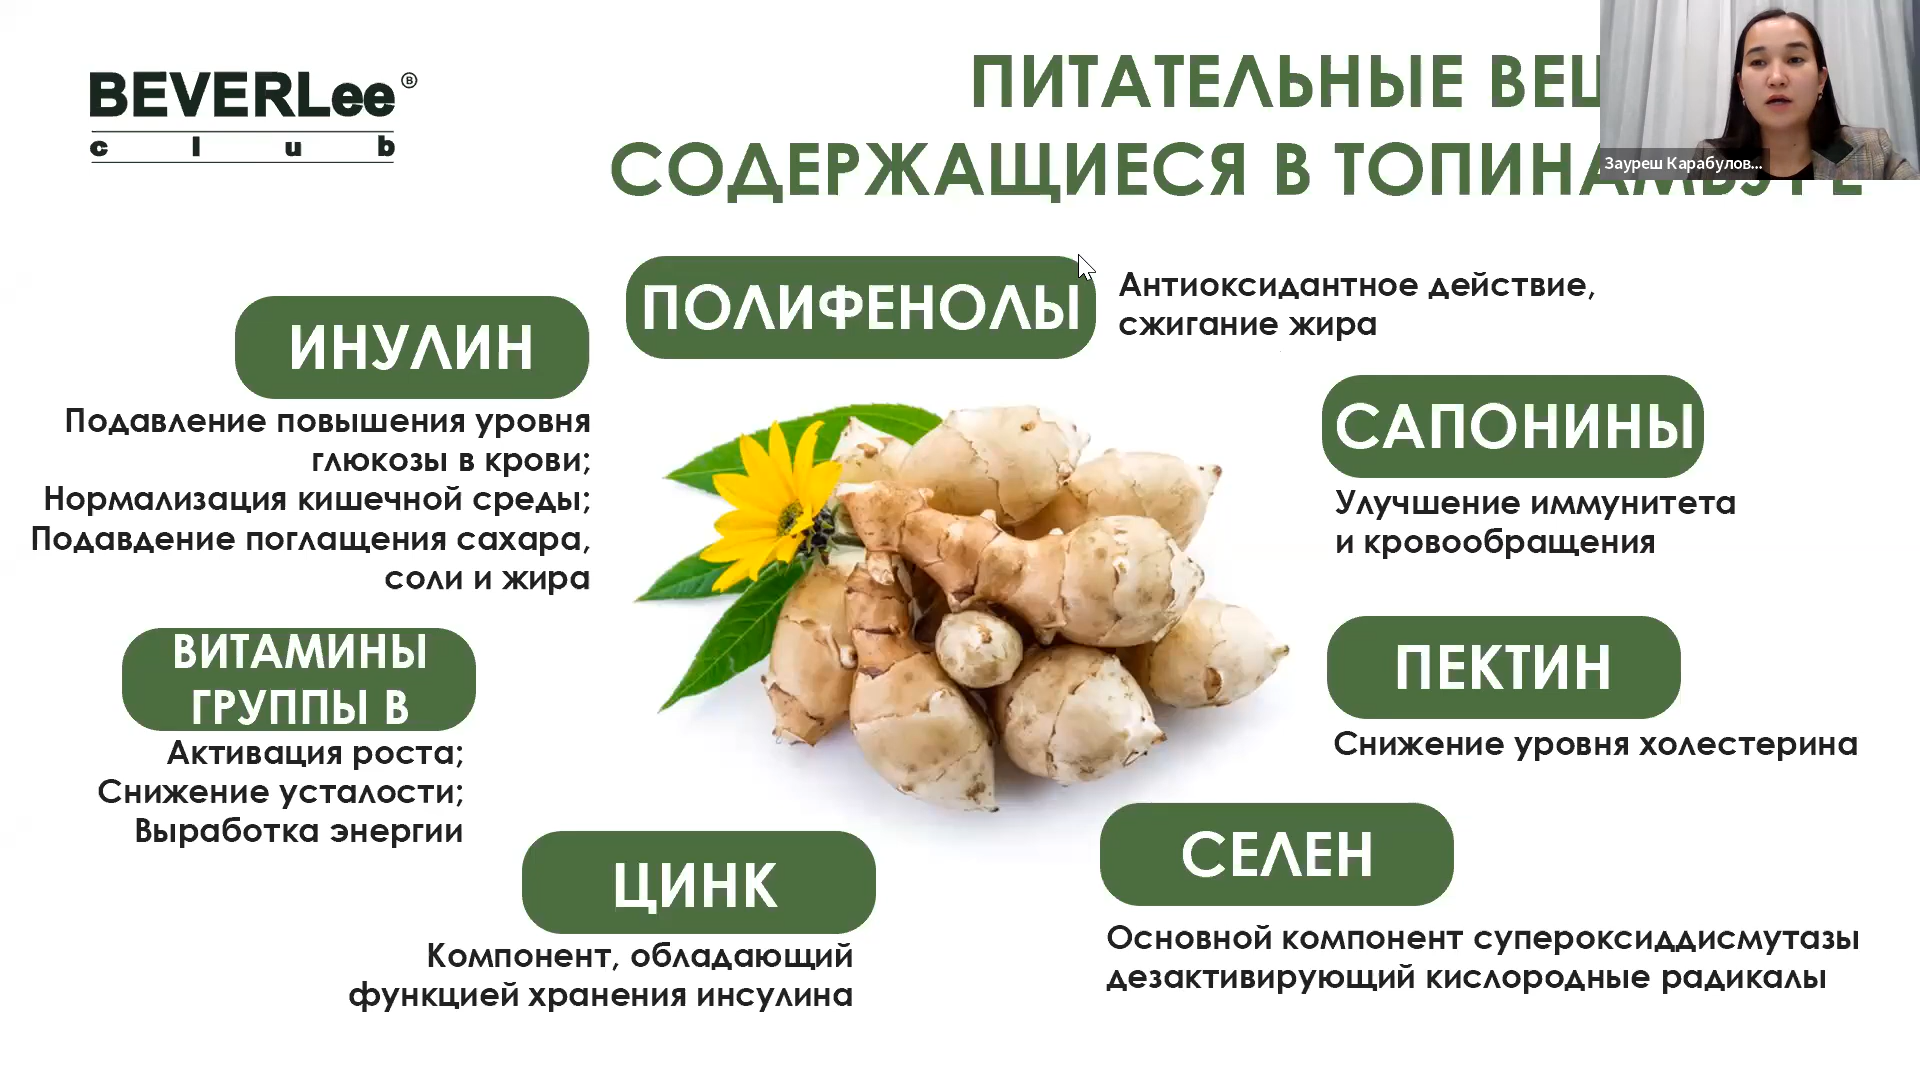 BEVERLee®
club
ПИТАТЕЛЬНЫЕ
СОДЕРЖАЩИЕСЯ В ТОПИНАМБУРЕ
Зауреш Карабулов...
ПОЛИФЕНОЛЫ
Антиоксидантное действие,
сжигание жира
ИНУЛИН
Подавление повышения уровня
глюкозы в крови;
Нормализация кишечной среды;
Подавдение поглащения сахара,
соли и жира
САПОНИНЫ
Улучшение иммунитета
и кровообращения
ВИТАМИНЫ
ГРУППЫ В
Активация роста;
Снижение усталости;
Выработка энергии
ПЕКТИН
Снижение уровня холестерина
ЦИНК
Компонент, обладающий
функцией хранения инсулина
СЕЛЕН
Основной компонент супероксиддисмутазы
дезактивирующий кислородные радикалы